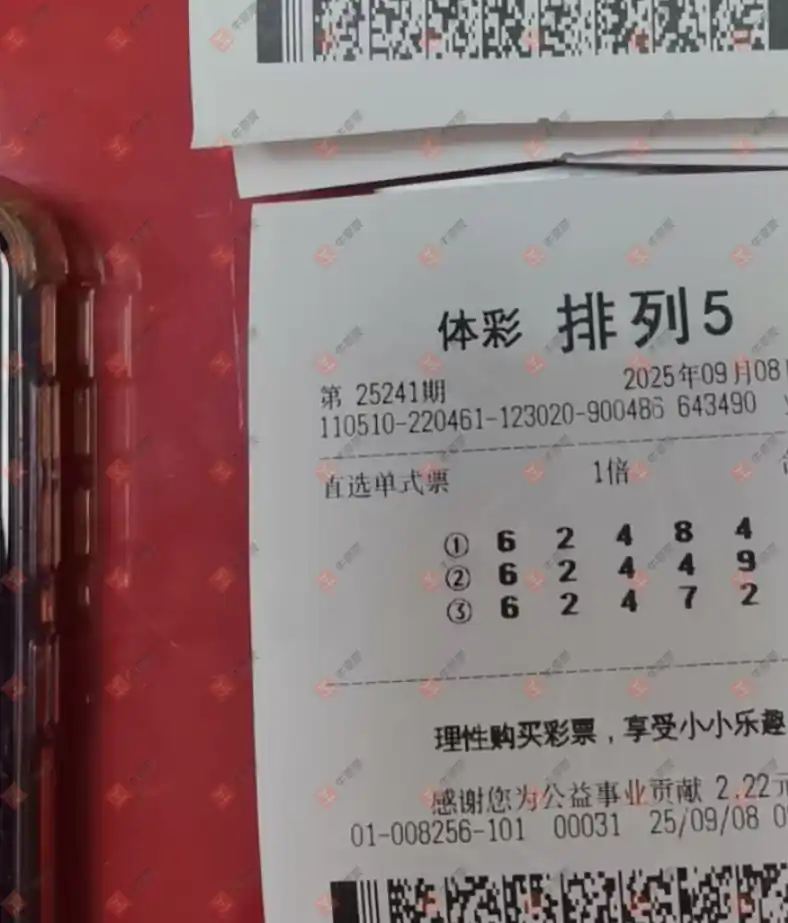 体彩 排列5
第 25241期 2025年09月08
110510-220461-123020-900486 643490
直选单式票 1倍
① 6 2 4 8 4
② 6 2 4 4 9
③ 6 2 4 7 2
理性购买彩票，享受小小乐趣
感谢您为公益事业贡献 2.22元
01-008256-101 00031 25/09/08 0